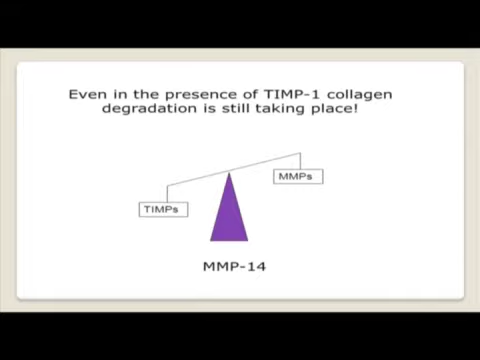 Even in the presence of TIMP-1 collagen
degradation is still taking place!
MMPs
TIMPs
MMP-14